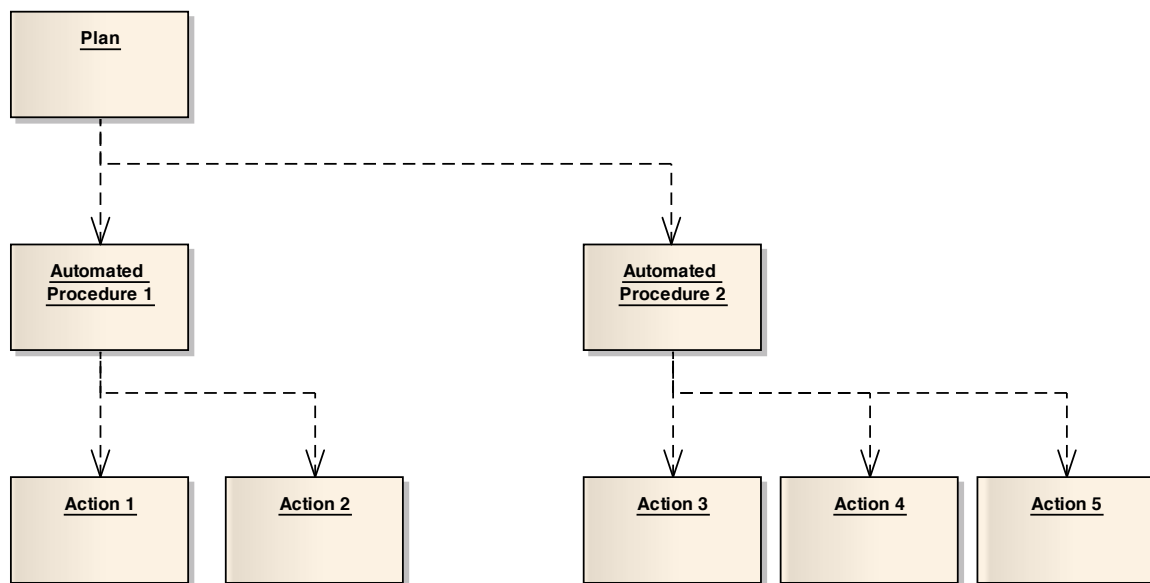 Plan
Automated
Procedure 1
Automated
Procedure 2
Action 1
Action 2
Action 3
Action 4
Action 5